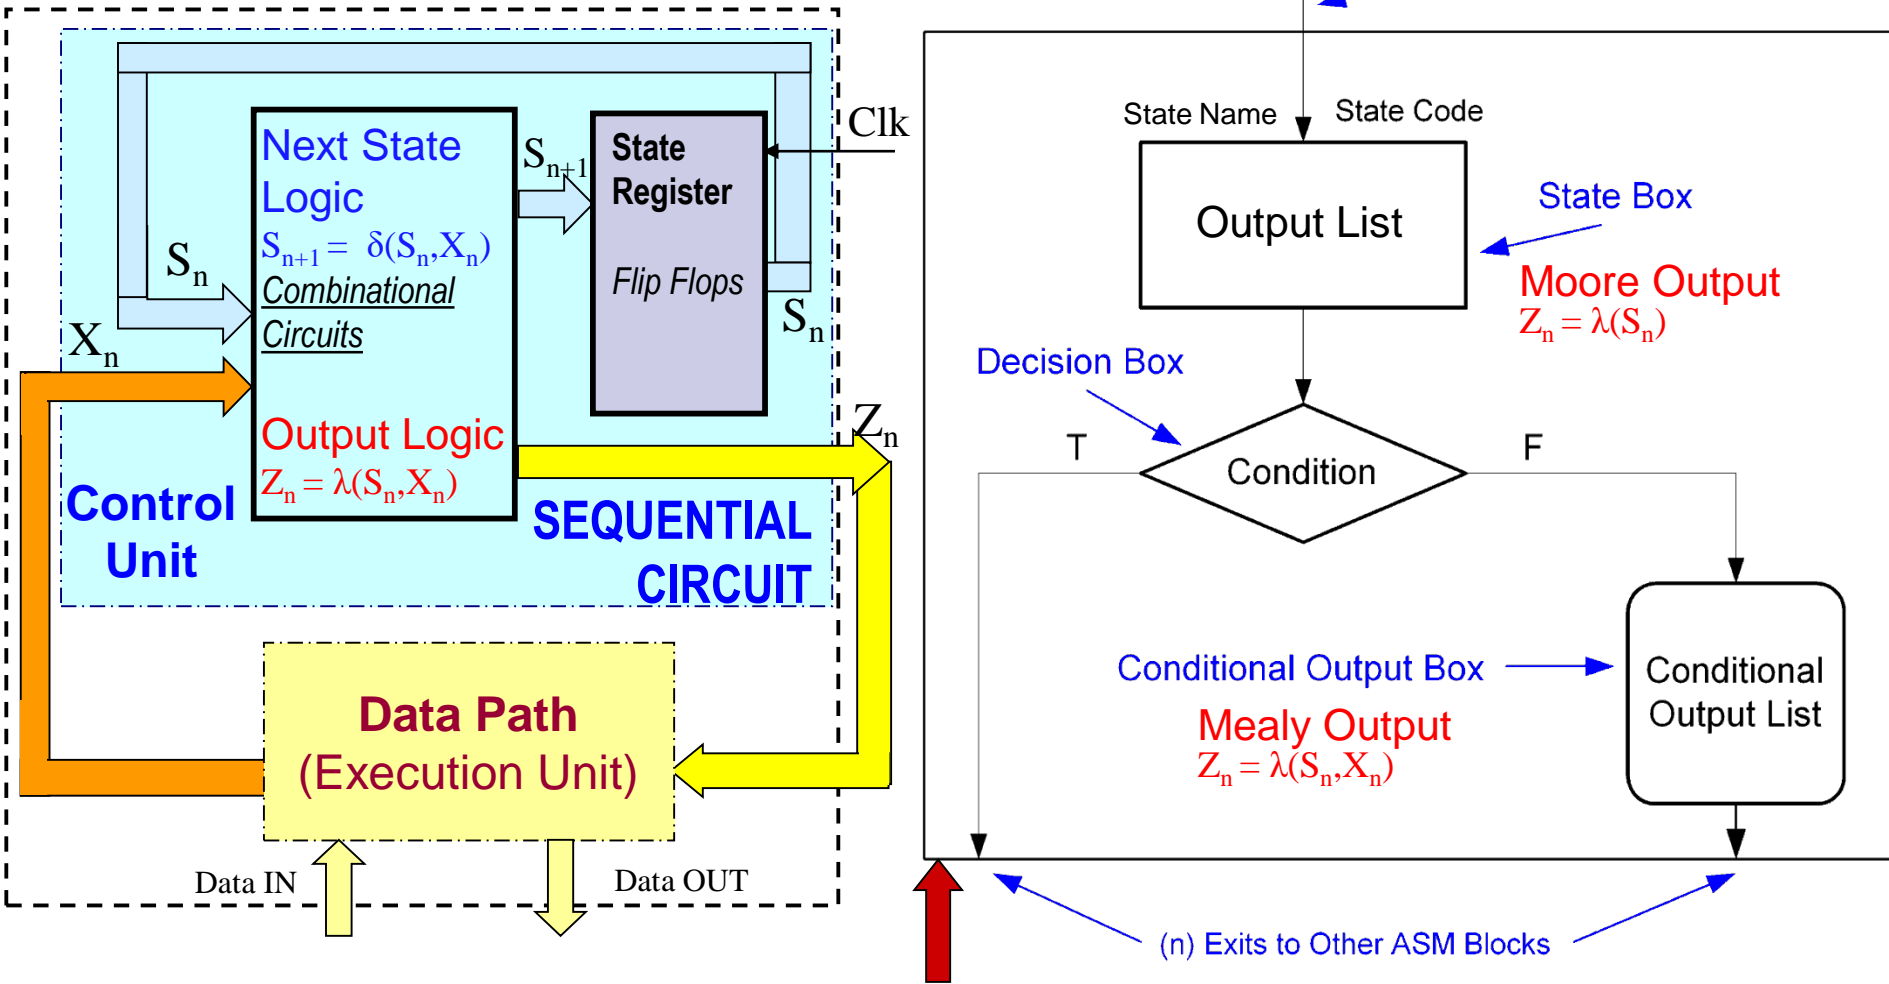 Next State
Logic
Sn+1 = δ(Sn,Xn)
Combinational
Circuits
Output Logic
Zn = λ(Sn,Xn)
Sn
Xn
Sn+1
State
Register
Flip Flops
Sn
Clk
Zn
Control
Unit
SEQUENTIAL
CIRCUIT
Data Path
(Execution Unit)
Data IN
Data OUT
State Name
State Code
Output List
State Box
Moore Output
Zn = λ(Sn)
Decision Box
T
Condition
F
Conditional Output Box
Mealy Output
Zn = λ(Sn,Xn)
Conditional
Output List
(n) Exits to Other ASM Blocks